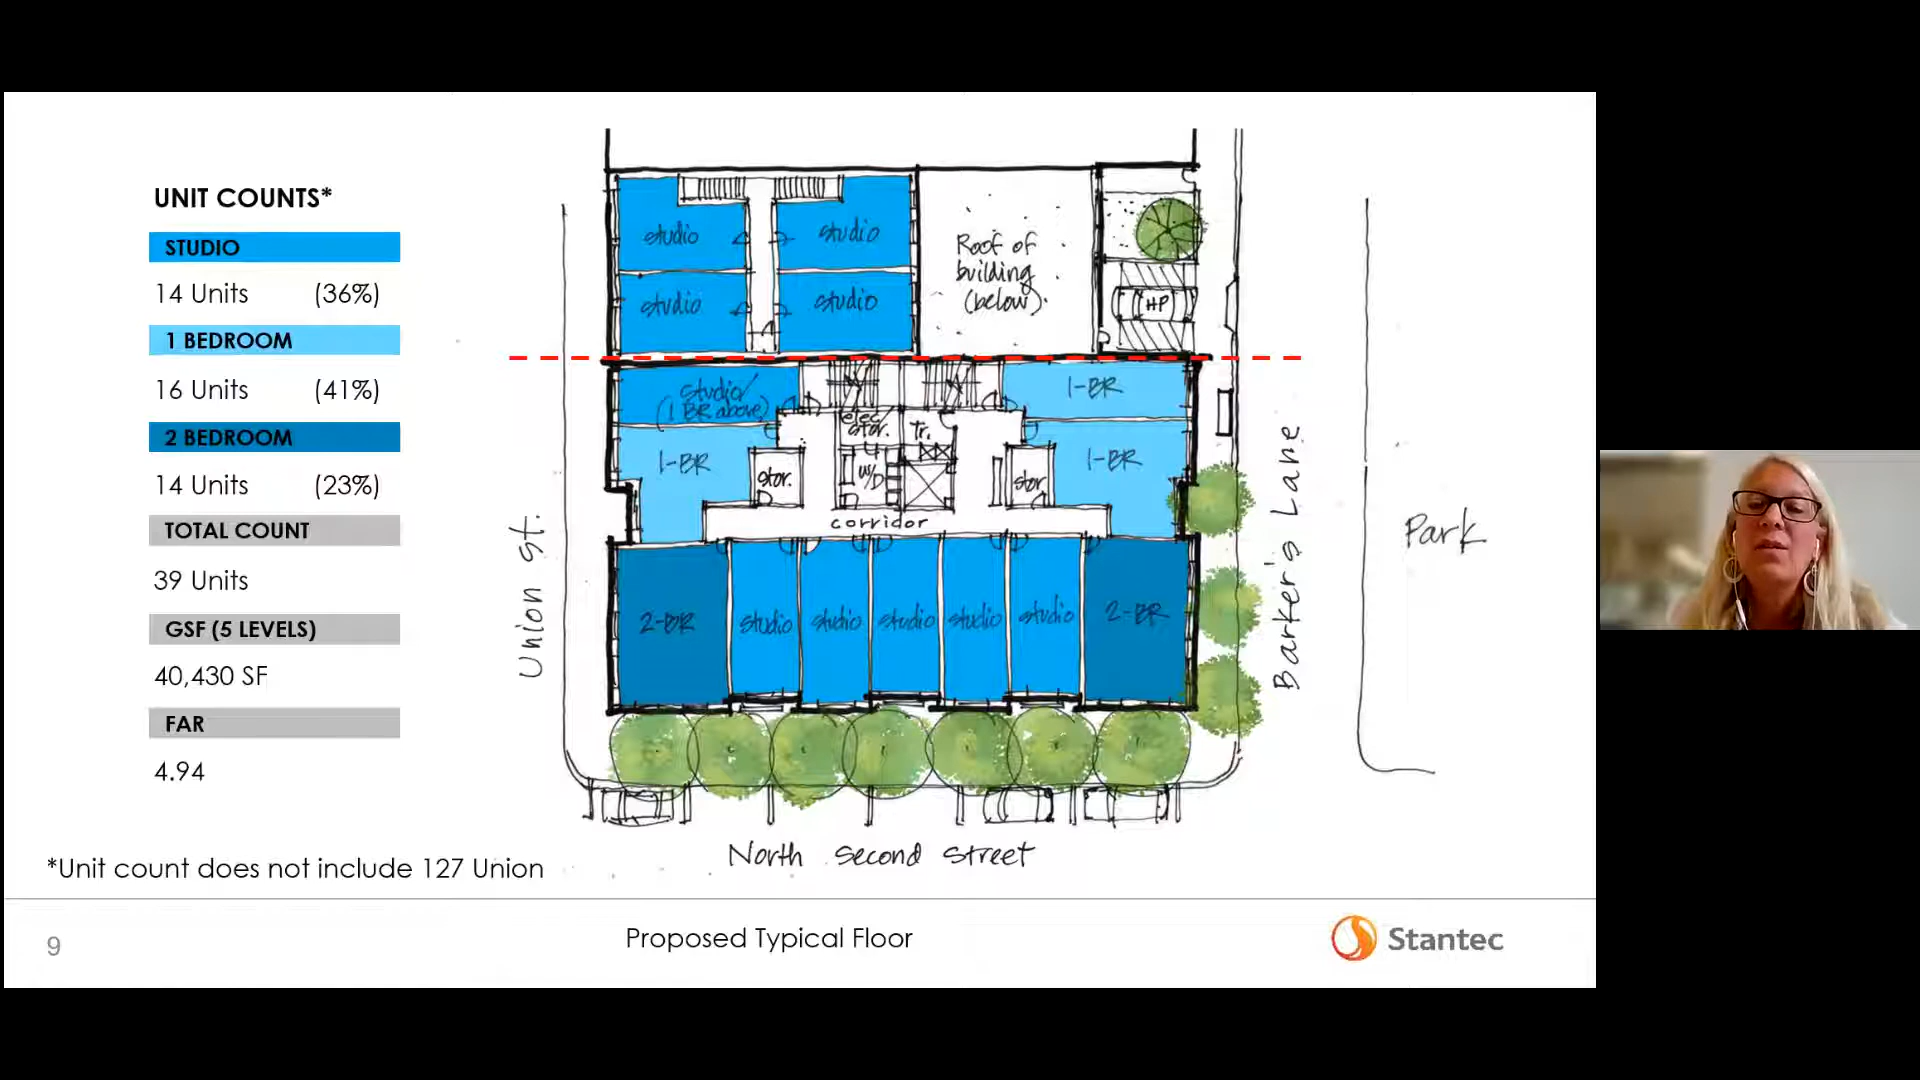 UNIT COUNTS*
STUDIO
14 Units (36%)
1 BEDROOM
16 Units (41%)
2 BEDROOM
14 Units (23%)
TOTAL COUNT
39 Units
GSF (5 LEVELS)
40,430 SF
FAR
4.94
*Unit count does not include 127 Union
studio
studio
studio
studio
Roof of
building
(below).
HP
studio/
(1 BR above)
1-BR
elec/
stor.
Tr.
1-BR
stor.
W/D
stor
1-BR
corridor
2-BR
studio
studio
studio
studio
studio
2-BR
Union St.
Barker's Lane
Park
North Second Street
9
Proposed Typical Floor
Stantec